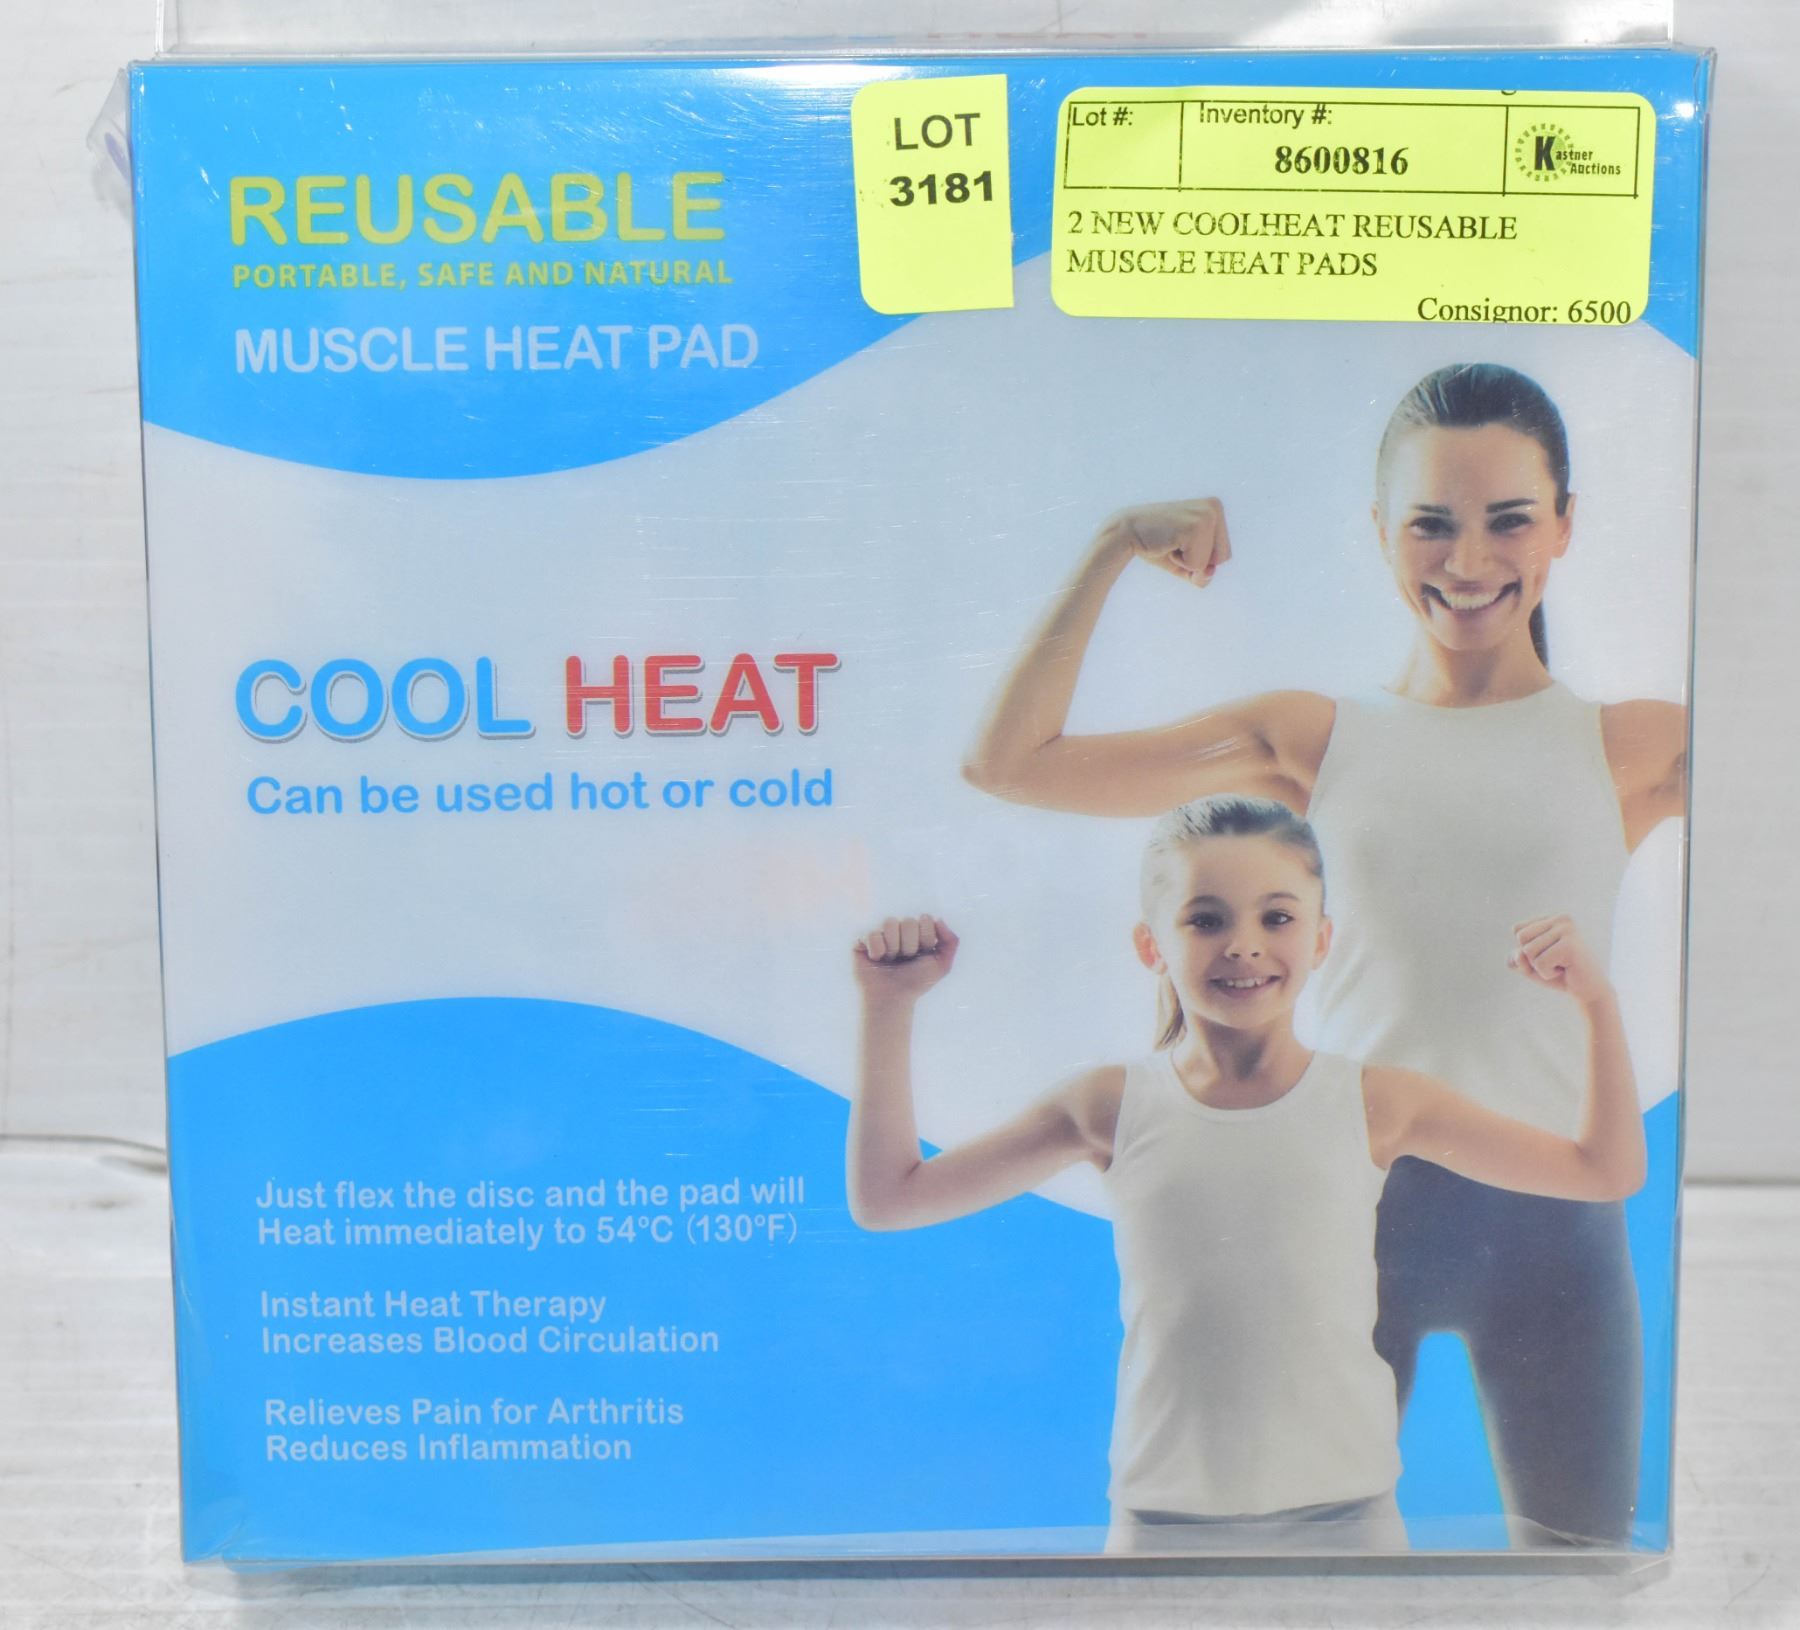 REUSABLE
PORTABLE, SAFE AND NATURAL
MUSCLE HEAT PAD
LOT
3181
Lot #:
Inventory #:
8600816
Kastner
Auctions
2 NEW COOLHEAT REUSABLE
MUSCLE HEAT PADS
Consignor: 6500
COOL HEAT
Can be used hot or cold
Just flex the disc and the pad will
Heat immediately to 54°C (130°F)
Instant Heat Therapy
Increases Blood Circulation
Relieves Pain for Arthritis
Reduces Inflammation